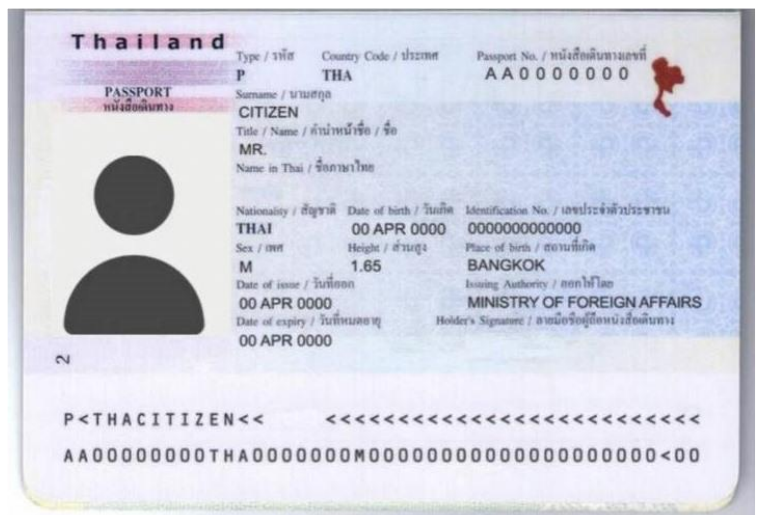 Thailand
PASSPORT
หนังสือเดินทาง
Type / รหัส Country Code / ประเทศ Passport No. / หนังสือเดินทางเลขที่
P THA AA0000000
Surname / นามสกุล
CITIZEN
Title / Name / คำนำหน้าชื่อ / ชื่อ
MR.
Name in Thai / ชื่อภาษาไทย
Nationality / สัญชาติ Date of birth / วันเกิด Identification No. / เลขประจำตัวประชาชน
THAI 00 APR 0000 0000000000000
Sex / เพศ Height / ส่วนสูง Place of birth / สถานที่เกิด
M 1.65 BANGKOK
Date of issue / วันที่ออก Issuing Authority / ออกให้โดย
00 APR 0000 MINISTRY OF FOREIGN AFFAIRS
Date of expiry / วันที่หมดอายุ Holder's Signature / ลายมือชื่อผู้ถือหนังสือเดินทาง
00 APR 0000
2
P<THACITIZEN<< <<<<<<<<<<<<<<<<<<<<<<<<<<
AA00000000THA0000000M00000000000000000000<00